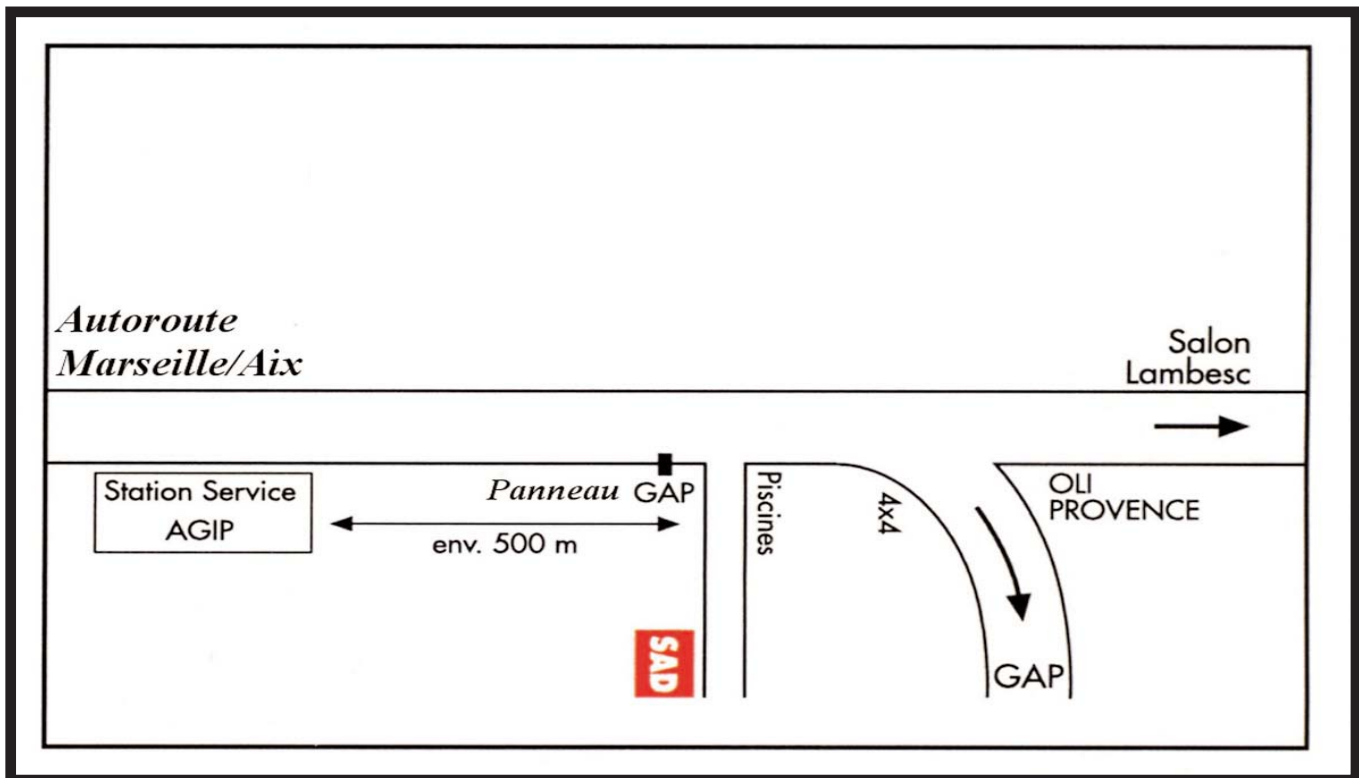 Autoroute
Marseille/Aix
Salon
Lambesc
Station Service
AGIP
Panneau GAP
env. 500 m
Piscines
4x4
OLI
PROVENCE
SAD
GAP